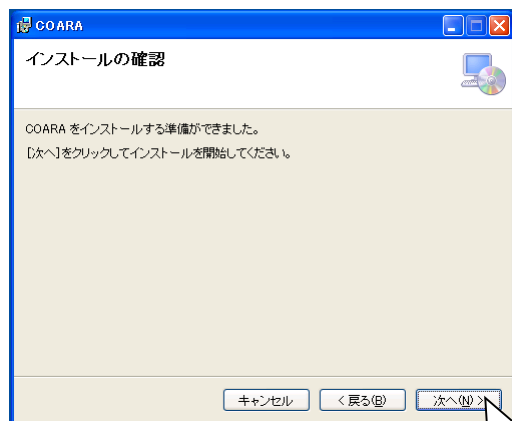 COARA
インストールの確認
COARA をインストールする準備ができました。
[次へ]をクリックしてインストールを開始してください。
キャンセル
< 戻る(B)
次へ(N) >